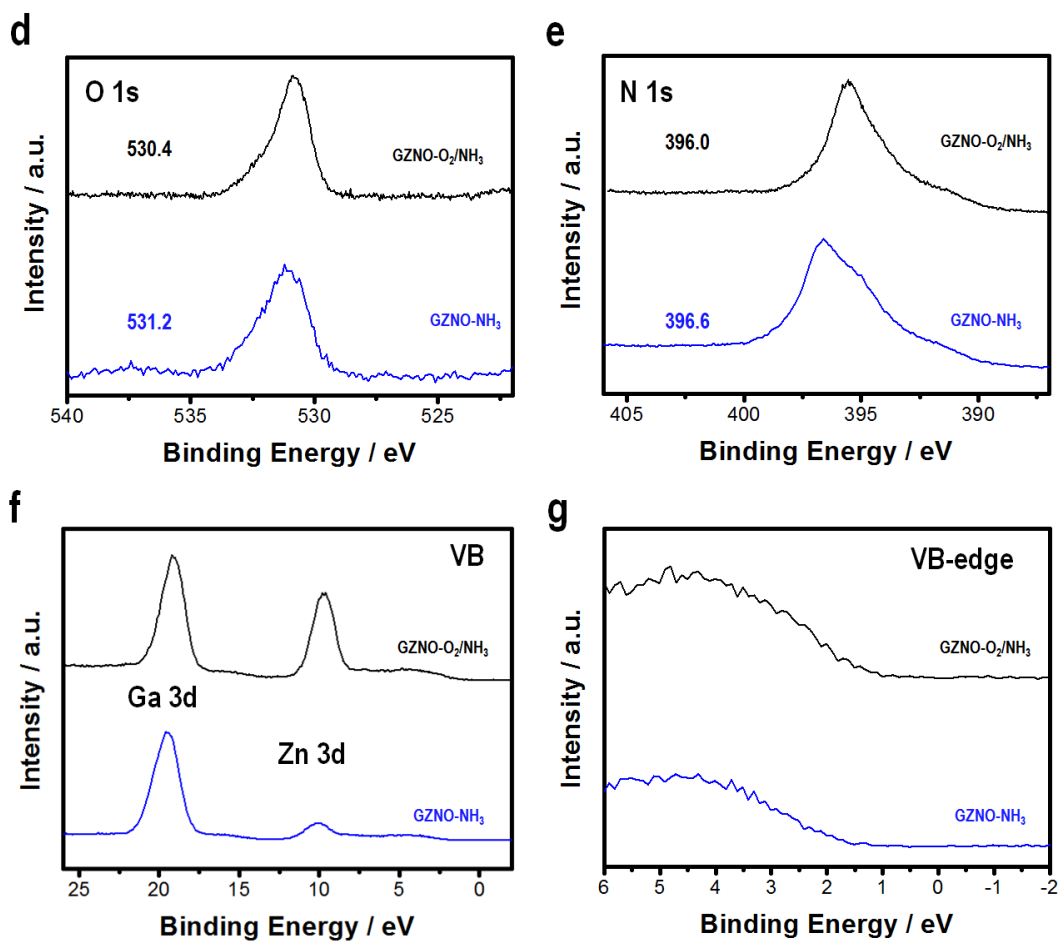 d
O 1s
530.4
GZNO-O₂/NH₃
531.2
GZNO-NH₃
Intensity / a.u.
540 535 530 525
Binding Energy / eV
e
N 1s
396.0
GZNO-O₂/NH₃
396.6
GZNO-NH₃
Intensity / a.u.
405 400 395 390
Binding Energy / eV
f
VB
GZNO-O₂/NH₃
Ga 3d
Zn 3d
GZNO-NH₃
Intensity / a.u.
25 20 15 10 5 0
Binding Energy / eV
g
VB-edge
GZNO-O₂/NH₃
GZNO-NH₃
Intensity / a.u.
6 5 4 3 2 1 0 -1 -2
Binding Energy / eV